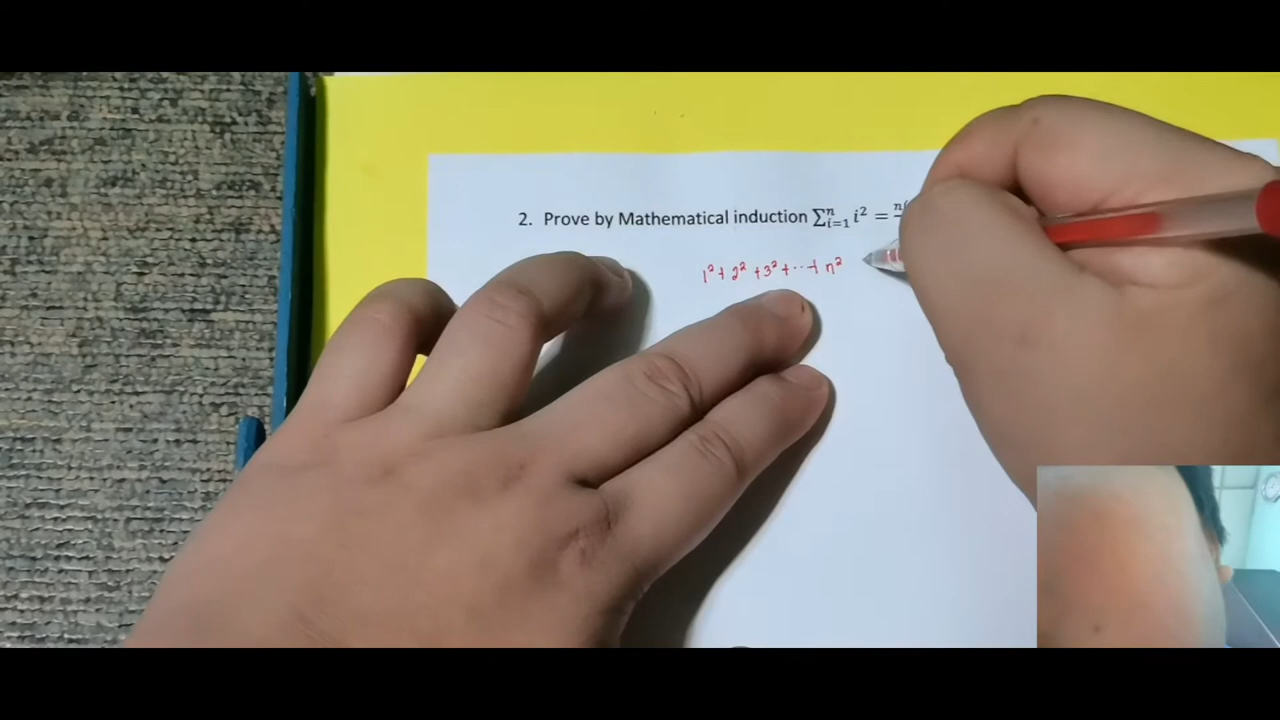 2. Prove by Mathematical induction ∑ⁿᵢ₌₁ i² = n(
1² + 2² + 3² + ··· + n²